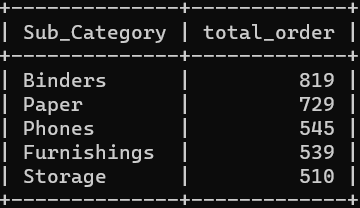 Sub_Category total_order
Binders 819
Paper 729
Phones 545
Furnishings 539
Storage 510